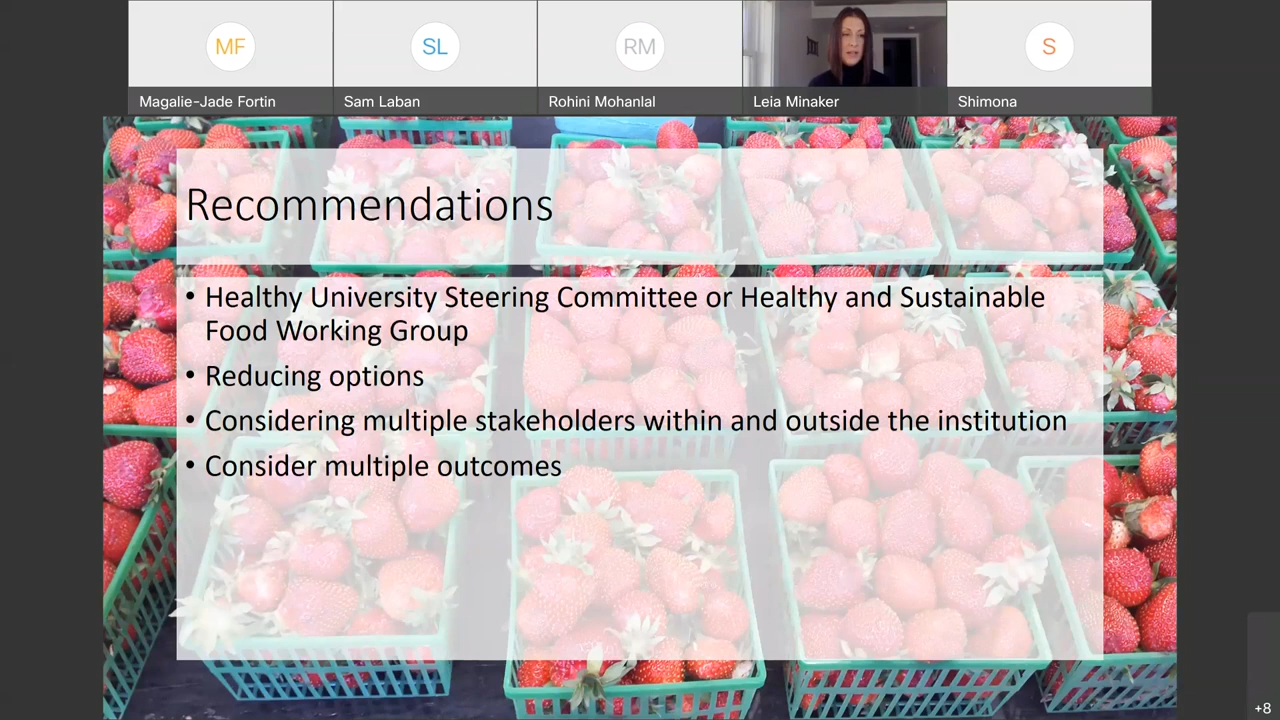 MF
SL
RM
S
Magalie-Jade Fortin
Sam Laban
Rohini Mohanlal
Leia Minaker
Shimona
Recommendations
• Healthy University Steering Committee or Healthy and Sustainable
Food Working Group
• Reducing options
• Considering multiple stakeholders within and outside the institution
• Consider multiple outcomes
+8